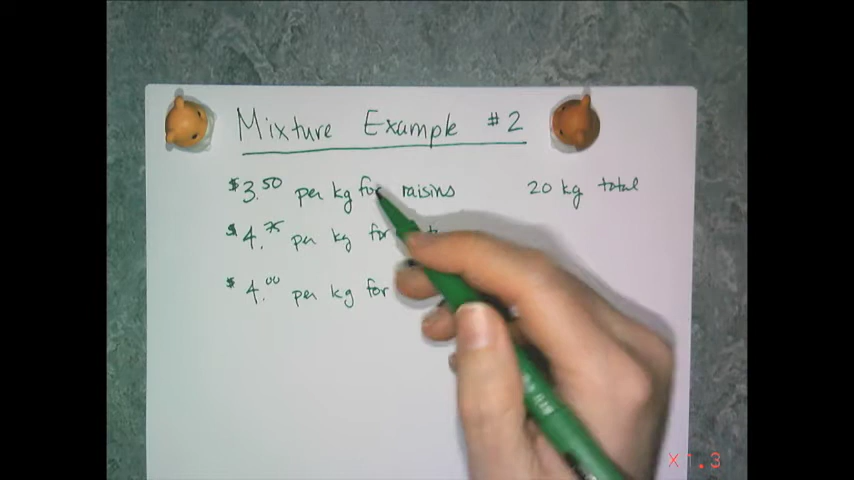 Mixture Example #2
$3.50 per kg for raisins 20 kg total
$4.75 per kg for
$4.00 per kg for
X1.3